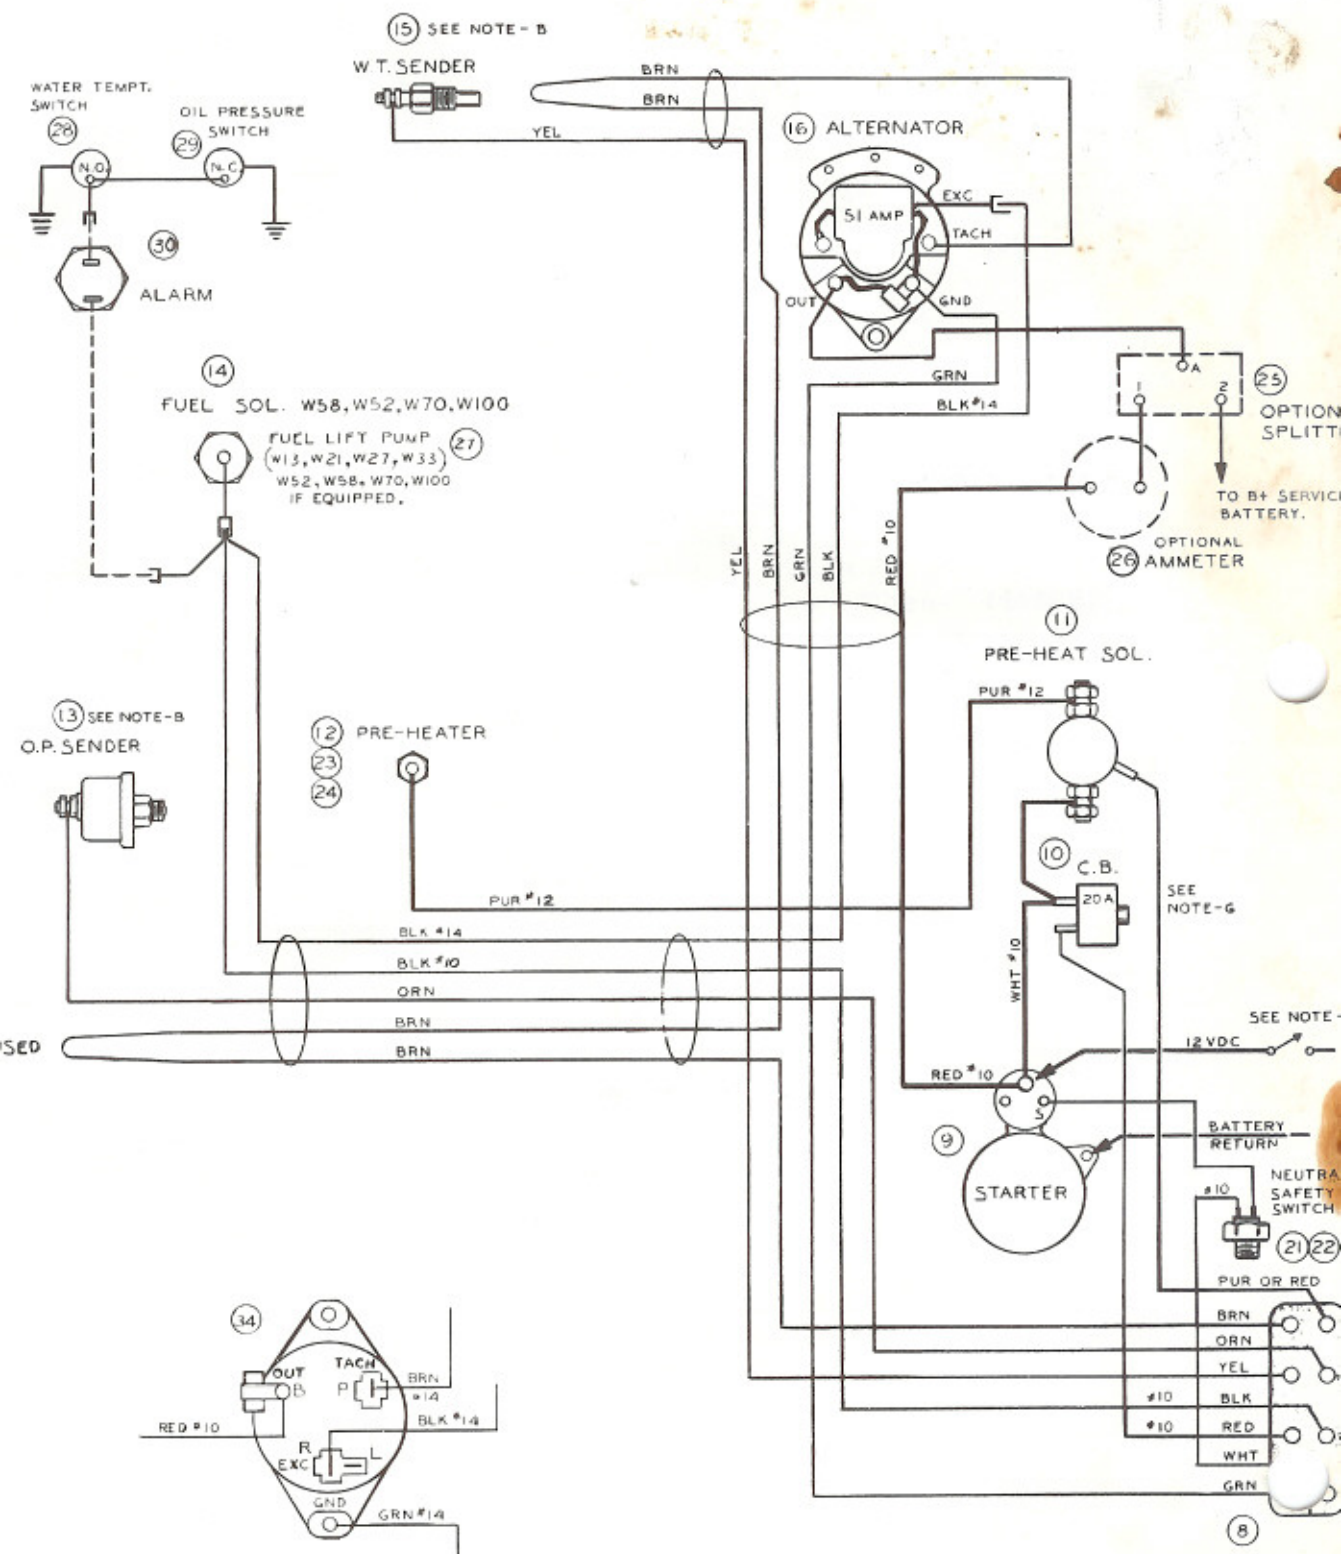 15 SEE NOTE-B
W.T. SENDER
BRN
BRN
YEL
WATER TEMPT.
SWITCH
28
OIL PRESSURE
SWITCH
29
N.O.
N.C.
30
ALARM
16 ALTERNATOR
51 AMP
EXC
TACH
OUT
GND
GRN
BLK#14
14
FUEL SOL. W58, W52, W70, W100
FUEL LIFT PUMP
(W13, W21, W27, W33)
27
W52, W58, W70, W100
IF EQUIPPED.
A
1
2
25
OPTION
SPLITT
TO B+ SERVIC
BATTERY.
OPTIONAL
26 AMMETER
YEL
BRN
GRN
BLK
RED #10
11
PRE-HEAT SOL.
PUR #12
13 SEE NOTE-B
O.P. SENDER
12 PRE-HEATER
23
24
10
C.B.
20A
SEE
NOTE-G
PUR #12
BLK #14
BLK #10
ORN
BRN
BRN
USED
WHT #10
SEE NOTE-
12 VDC
RED #10
S
9
STARTER
BATTERY
RETURN
#10
NEUTRA
SAFETY
SWITCH
21 22
PUR OR RED
BRN
ORN
YEL
#10 BLK
#10 RED
WHT
GRN
8
34
OUT
B
TACH
P
BRN
#14
BLK #14
RED #10
R
EXC
L
GND
GRN #14